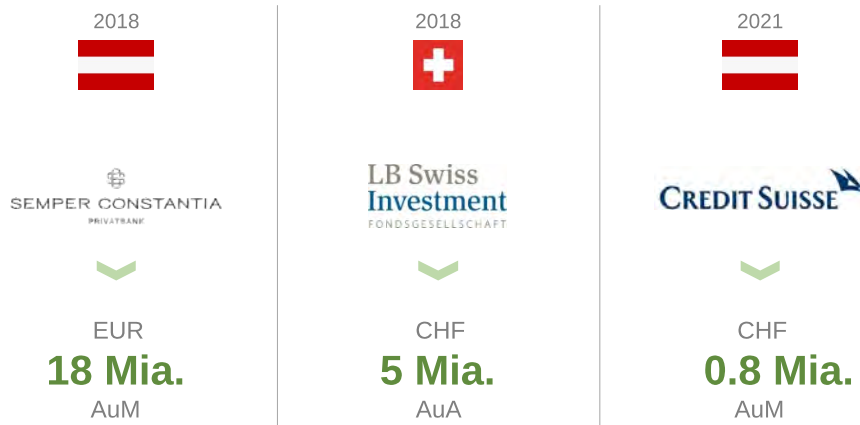 2018
SEMPER CONSTANTIA
PRIVATBANK
EUR
18 Mia.
AuM
2018
LB Swiss
Investment
FONDSGESELLSCHAFT
CHF
5 Mia.
AuA
2021
CREDIT SUISSE
CHF
0.8 Mia.
AuM